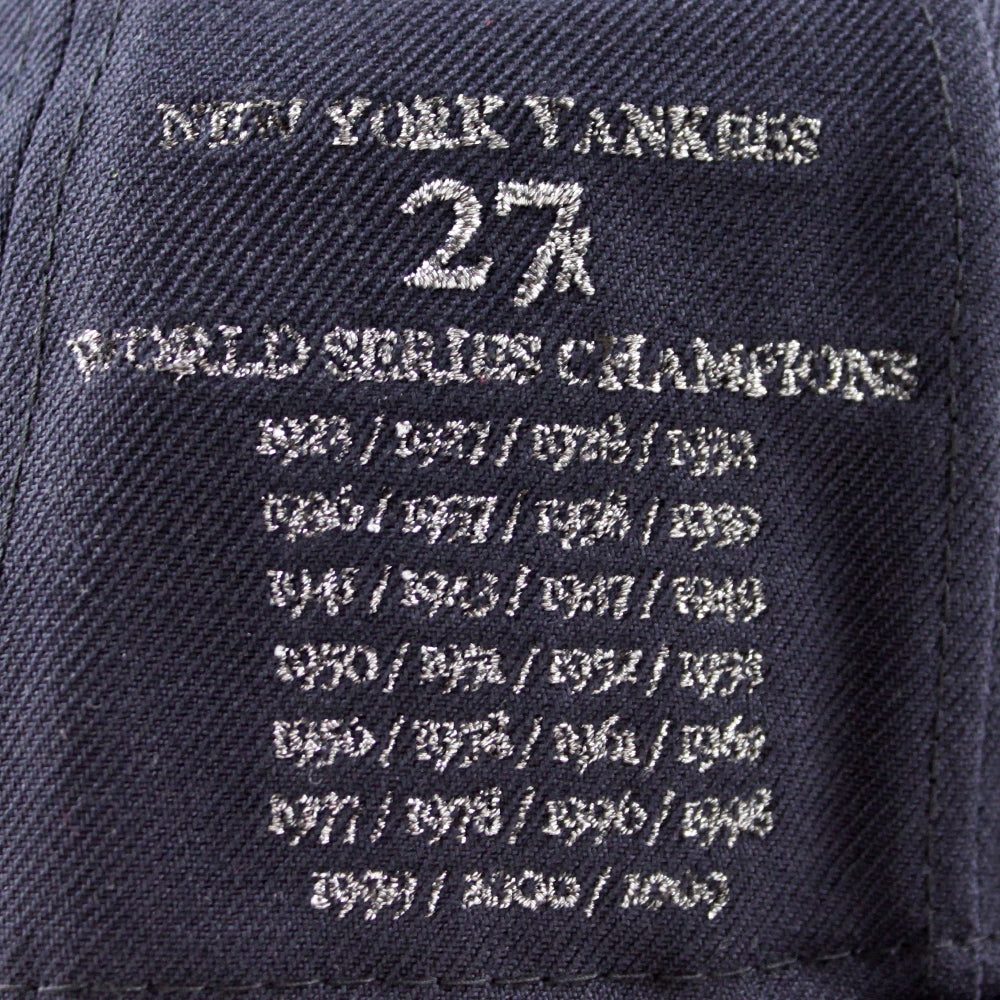 NEW YORK YANKEES
27x
WORLD SERIES CHAMPIONS
1923 / 1927 / 1928 / 1932
1936 / 1937 / 1938 / 1939
1941 / 1943 / 1947 / 1949
1950 / 1951 / 1952 / 1953
1956 / 1958 / 1961 / 1962
1977 / 1978 / 1996 / 1998
1999 / 2000 / 2009